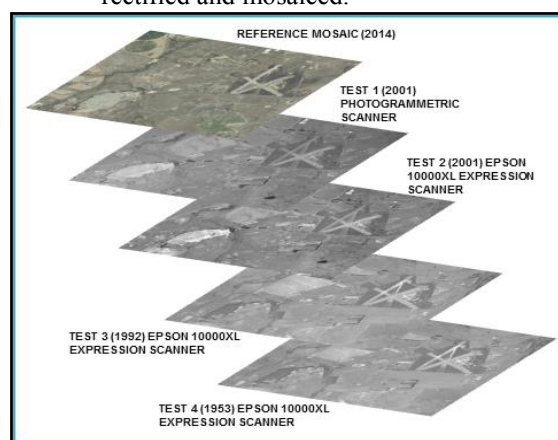 rectified and mosaiced.
REFERENCE MOSAIC (2014)
TEST 1 (2001)
PHOTOGRAMMETRIC
SCANNER
TEST 2 (2001) EPSON
10000XL EXPRESSION
SCANNER
TEST 3 (1992) EPSON 10000XL
EXPRESSION SCANNER
TEST 4 (1953) EPSON 10000XL
EXPRESSION SCANNER